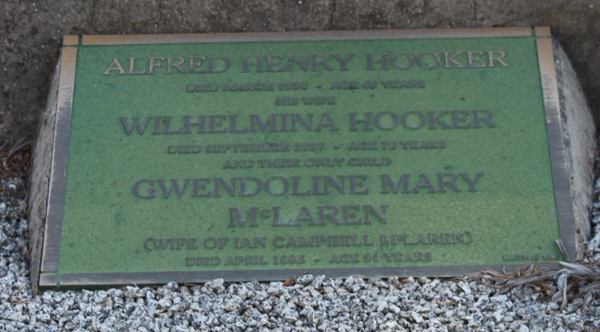 ALFRED HENRY HOOKER
DIED MARCH - AGE YEARS
HIS WIFE
WILHELMINA HOOKER
DIED SEPTEMBER - AGE 70 YEARS
AND THEIR ONLY CHILD
GWENDOLINE MARY
McLAREN
(WIFE OF IAN CAMPBELL McLAREN)
DIED APRIL - AGE YEARS